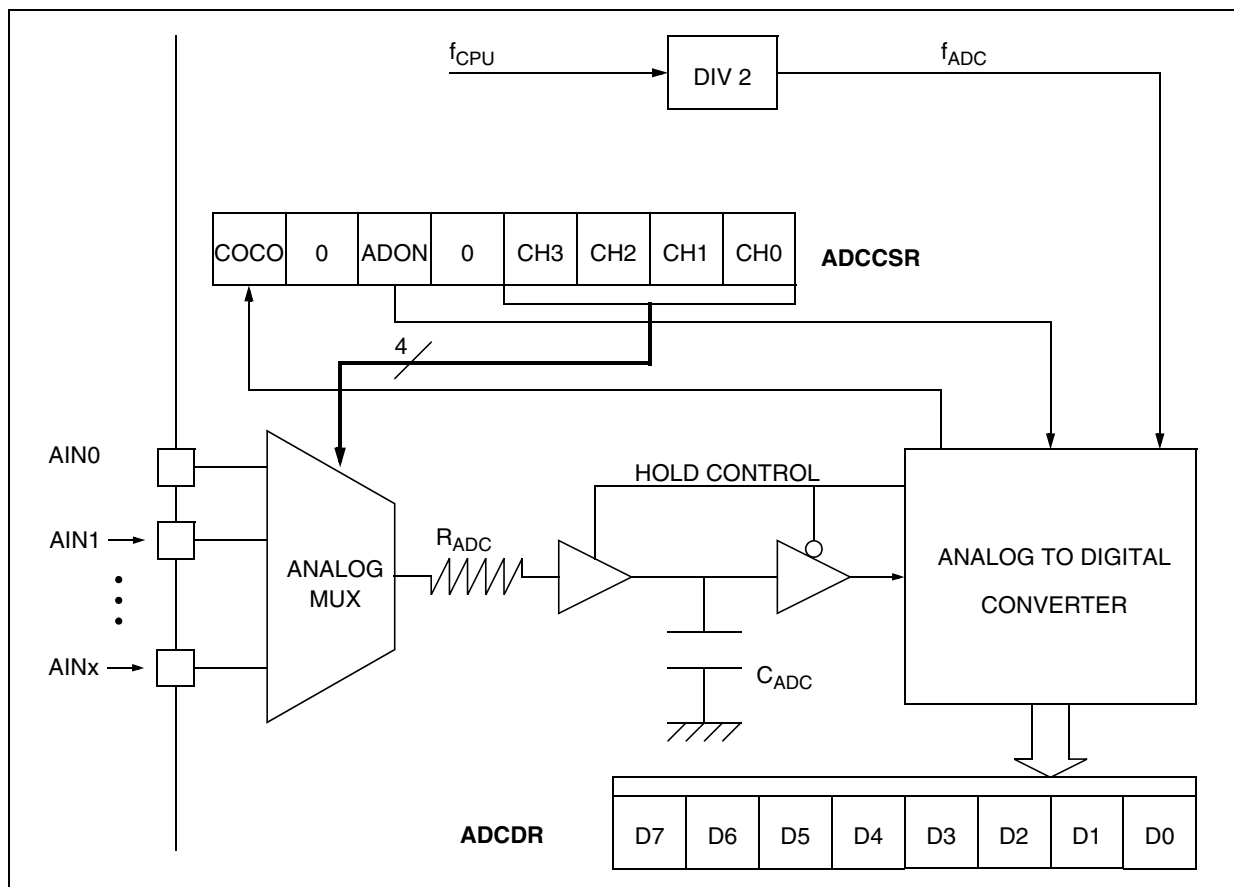 fCPU
DIV 2
fADC
COCO 0 ADON 0 CH3 CH2 CH1 CH0
ADCCSR
4
AIN0
HOLD CONTROL
AIN1
RADC
ANALOG
MUX
ANALOG TO DIGITAL
CONVERTER
AINx
CADC
ADCDR
D7 D6 D5 D4 D3 D2 D1 D0